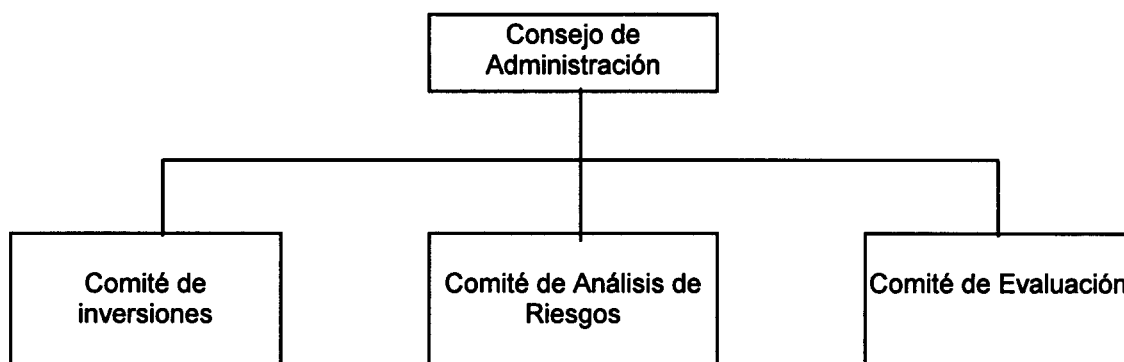 Consejo de
Administración
Comité de
inversiones
Comité de Análisis de
Riesgos
Comité de Evaluación